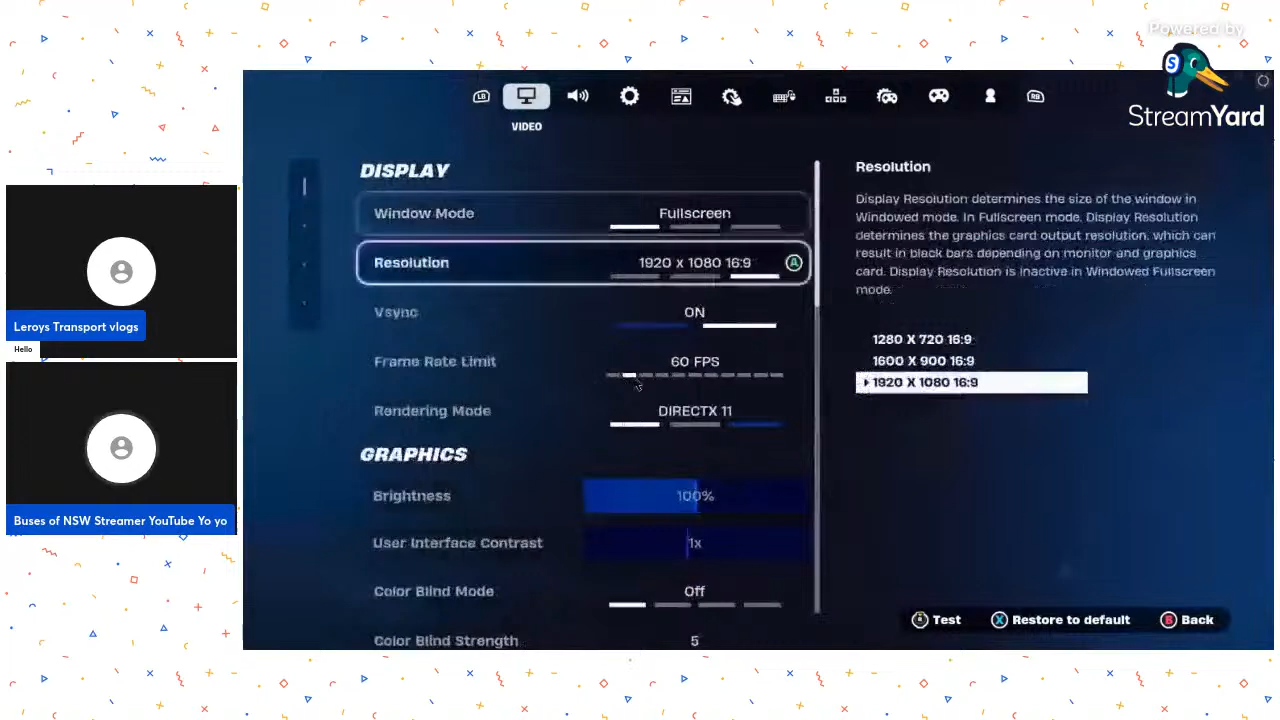 Powered by
StreamYard
LB
RB
VIDEO
DISPLAY
Window Mode
Fullscreen
Resolution
1920 x 1080 16:9
A
Vsync
ON
Frame Rate Limit
60 FPS
Rendering Mode
DIRECTX 11
GRAPHICS
Brightness
100%
User Interface Contrast
1x
Color Blind Mode
Off
Color Blind Strength
5
Resolution
Display Resolution determines the size of the window in
Windowed mode. In Fullscreen mode, Display Resolution
determines the graphics card output resolution, which can
result in black bars depending on monitor and graphics
card. Display Resolution is inactive in Windowed Fullscreen
mode.
1280 X 720 16:9
1600 X 900 16:9
1920 X 1080 16:9
Test
X Restore to default
B Back
Leroys Transport vlogs
Hello
Buses of NSW Streamer YouTube Yo yo